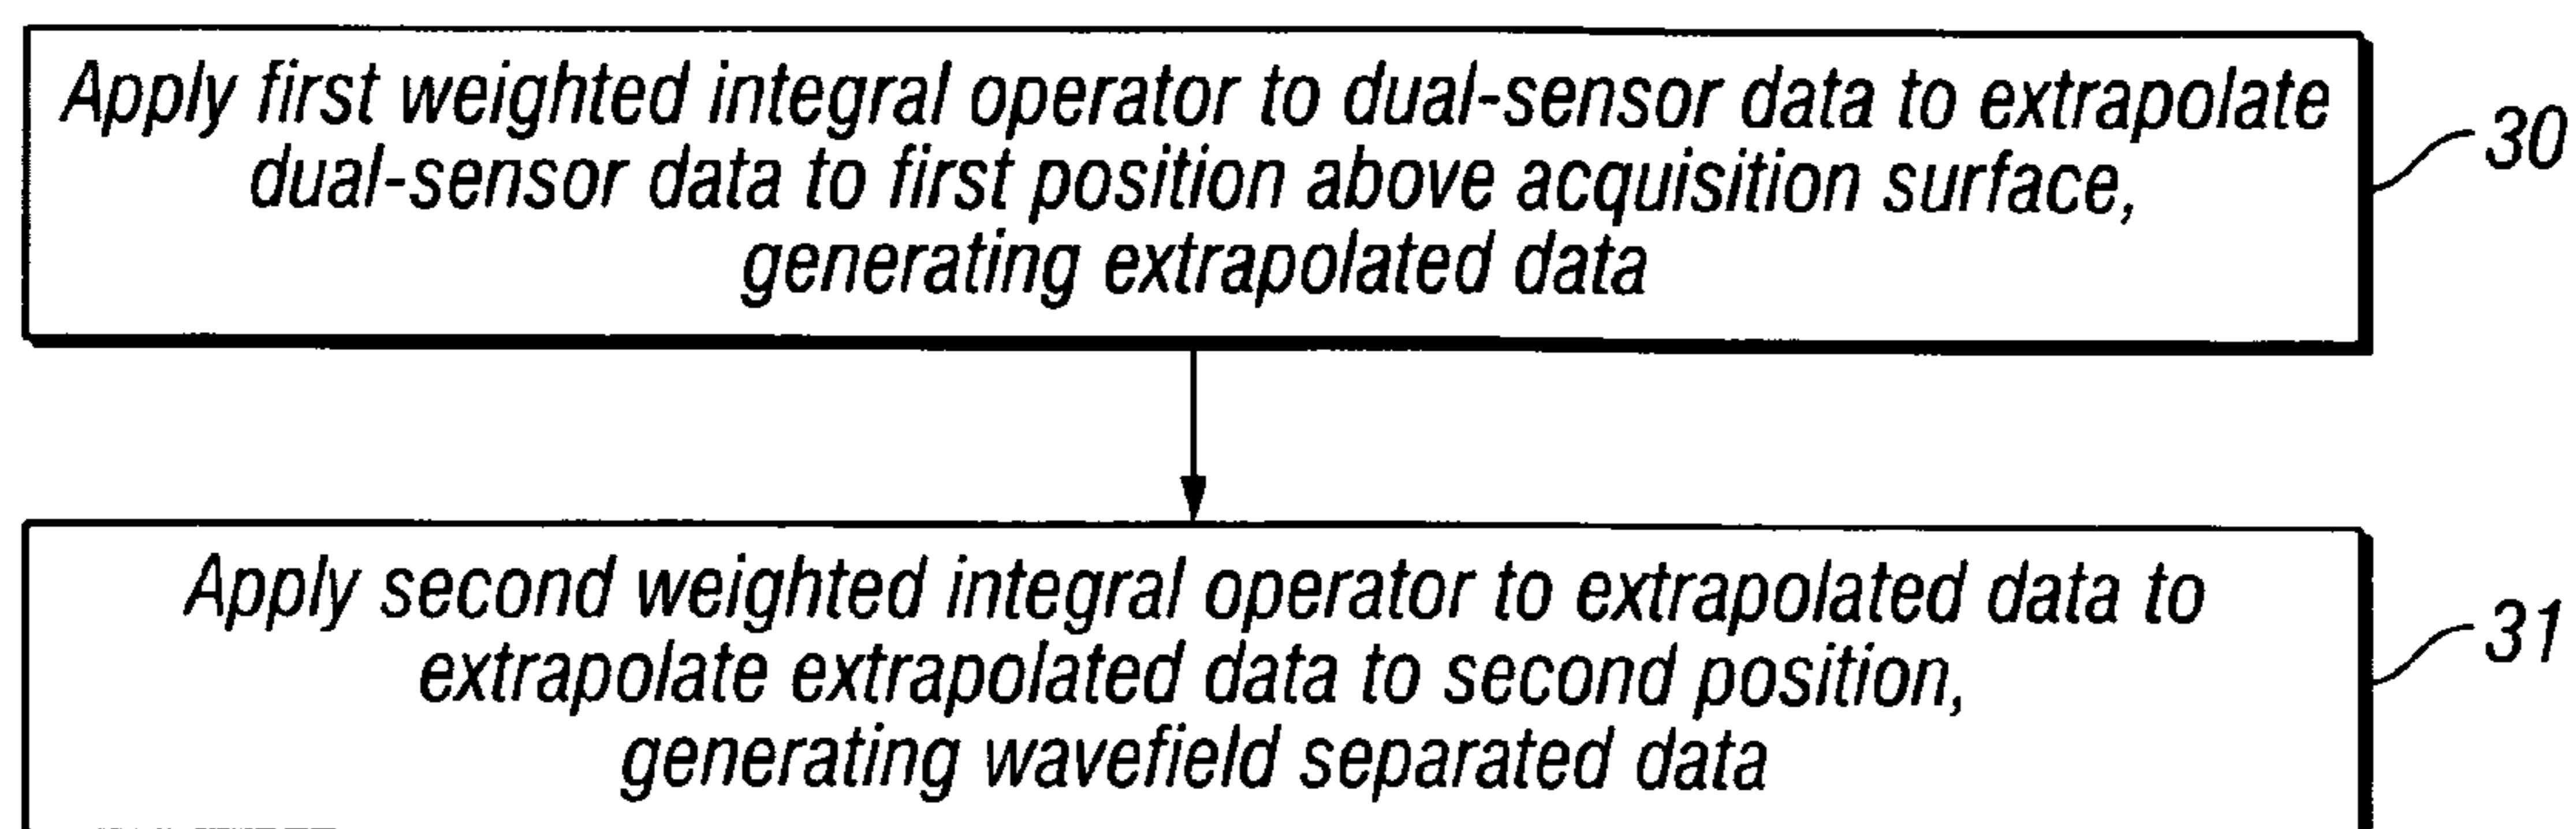 Apply first weighted integral operator to dual-sensor data to extrapolate
dual-sensor data to first position above acquisition surface,
generating extrapolated data
30
Apply second weighted integral operator to extrapolated data to
extrapolate extrapolated data to second position,
generating wavefield separated data
31